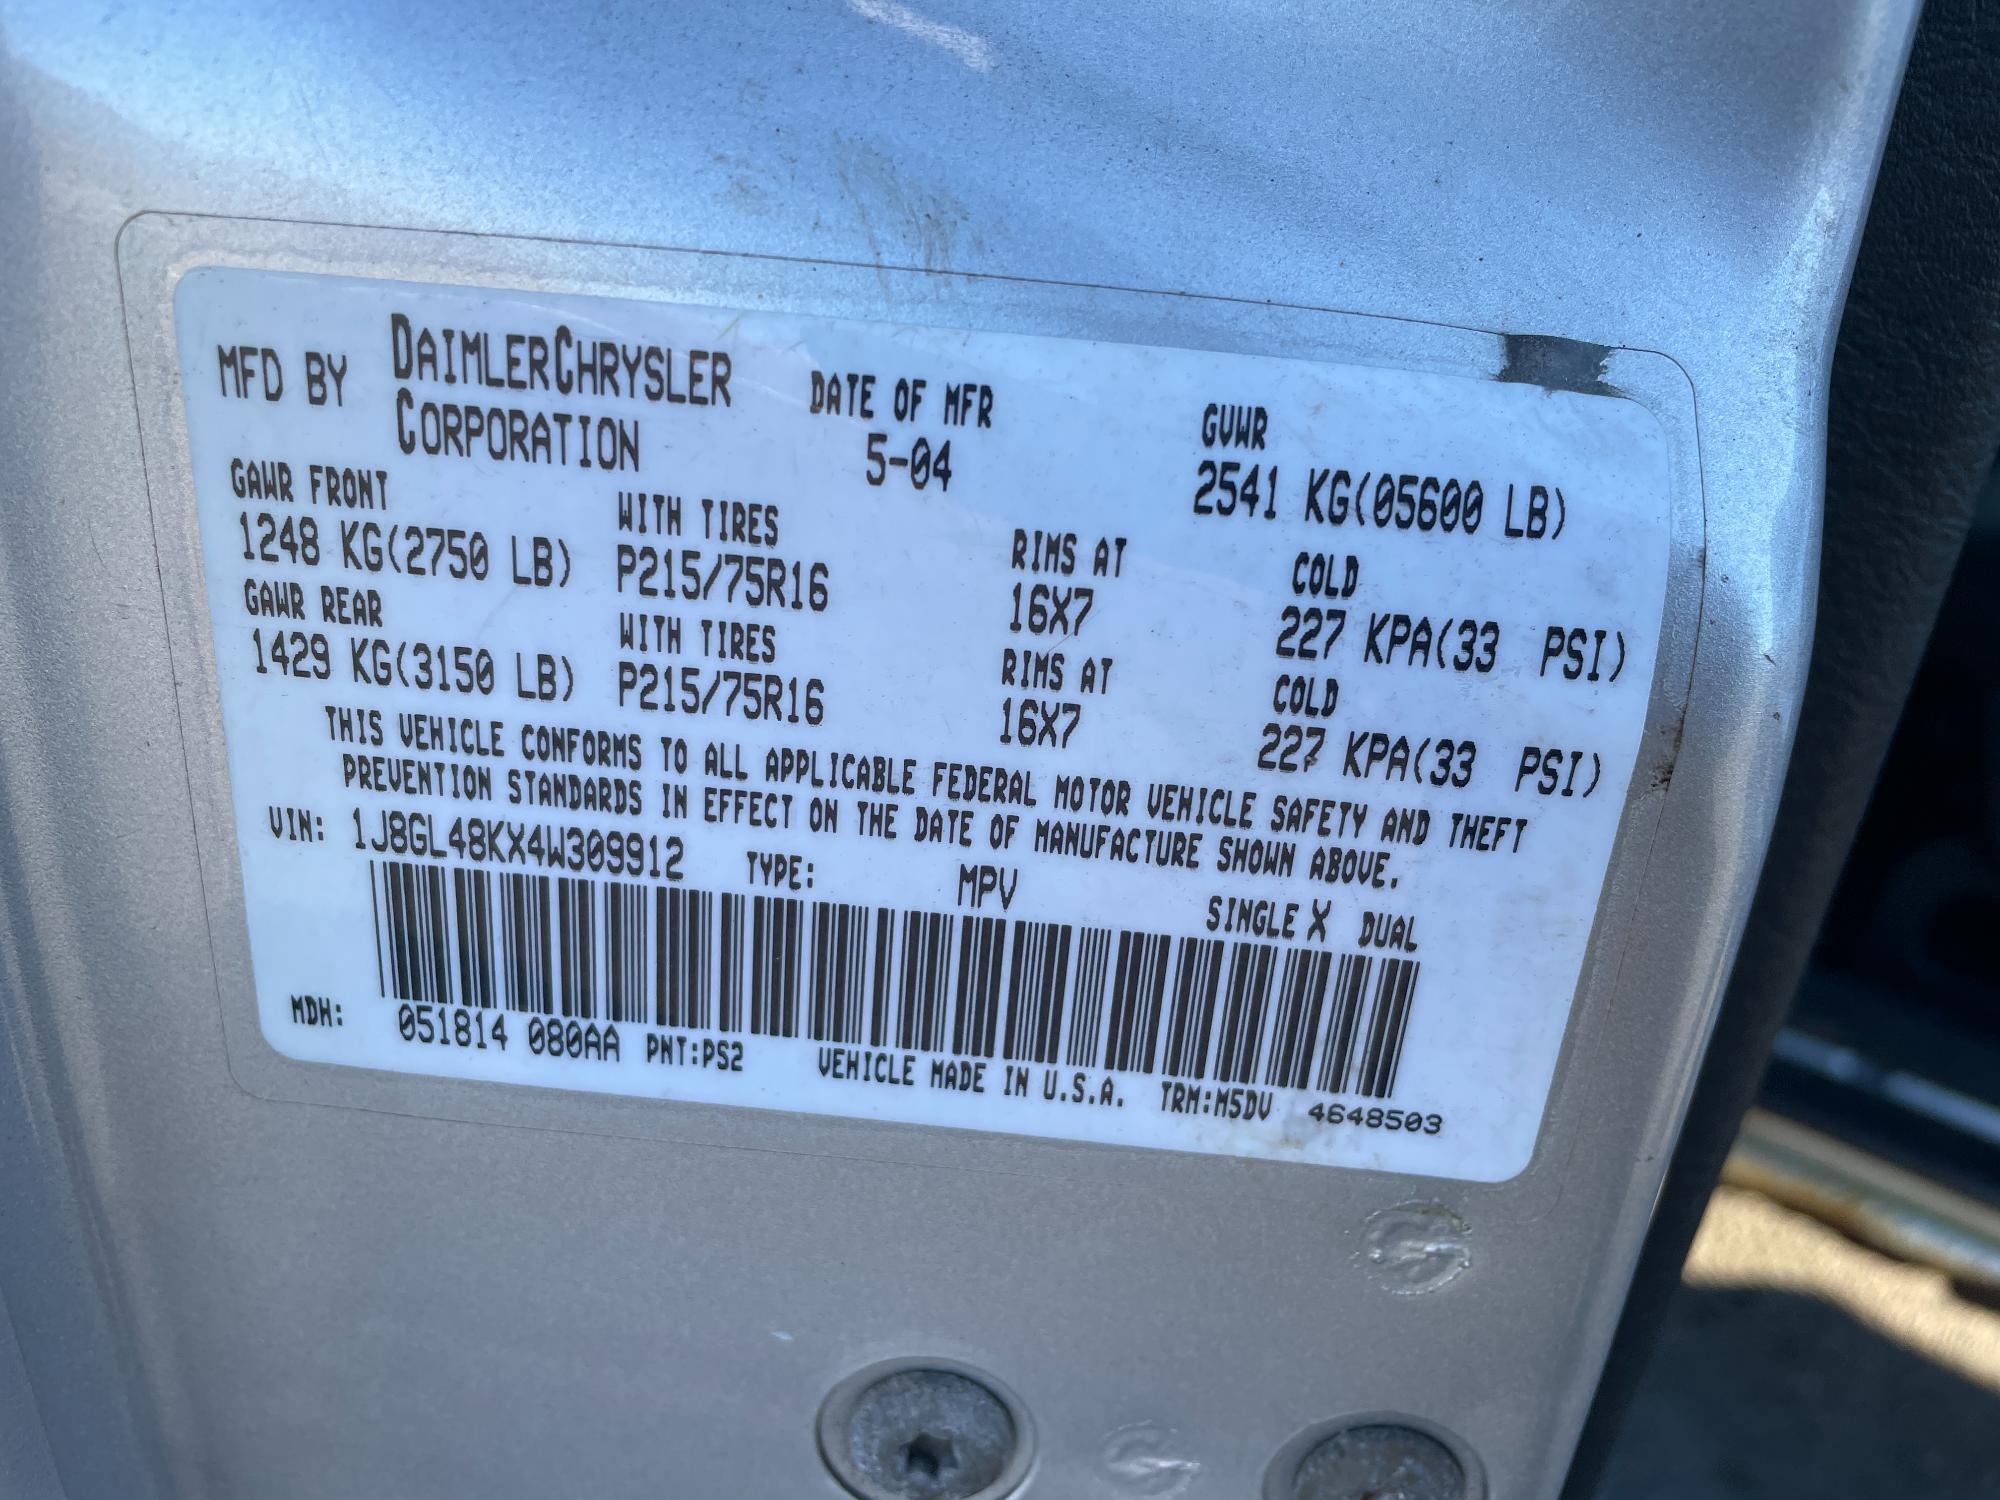 MFD BY DAIMLERCHRYSLER CORPORATION DATE OF MFR GVWR
5-04 2541 KG(05600 LB)
GAWR FRONT WITH TIRES RIMS AT COLD
1248 KG(2750 LB) P215/75R16 16X7 227 KPA(33 PSI)
GAWR REAR WITH TIRES RIMS AT COLD
1429 KG(3150 LB) P215/75R16 16X7 227 KPA(33 PSI)
THIS VEHICLE CONFORMS TO ALL APPLICABLE FEDERAL MOTOR VEHICLE SAFETY AND THEFT
PREVENTION STANDARDS IN EFFECT ON THE DATE OF MANUFACTURE SHOWN ABOVE.
VIN: 1J8GL48KX4W309912 TYPE: MPV SINGLE X DUAL
MDH: 051814 080AA PNT:PS2 VEHICLE MADE IN U.S.A. TRM:M5DV 4648503